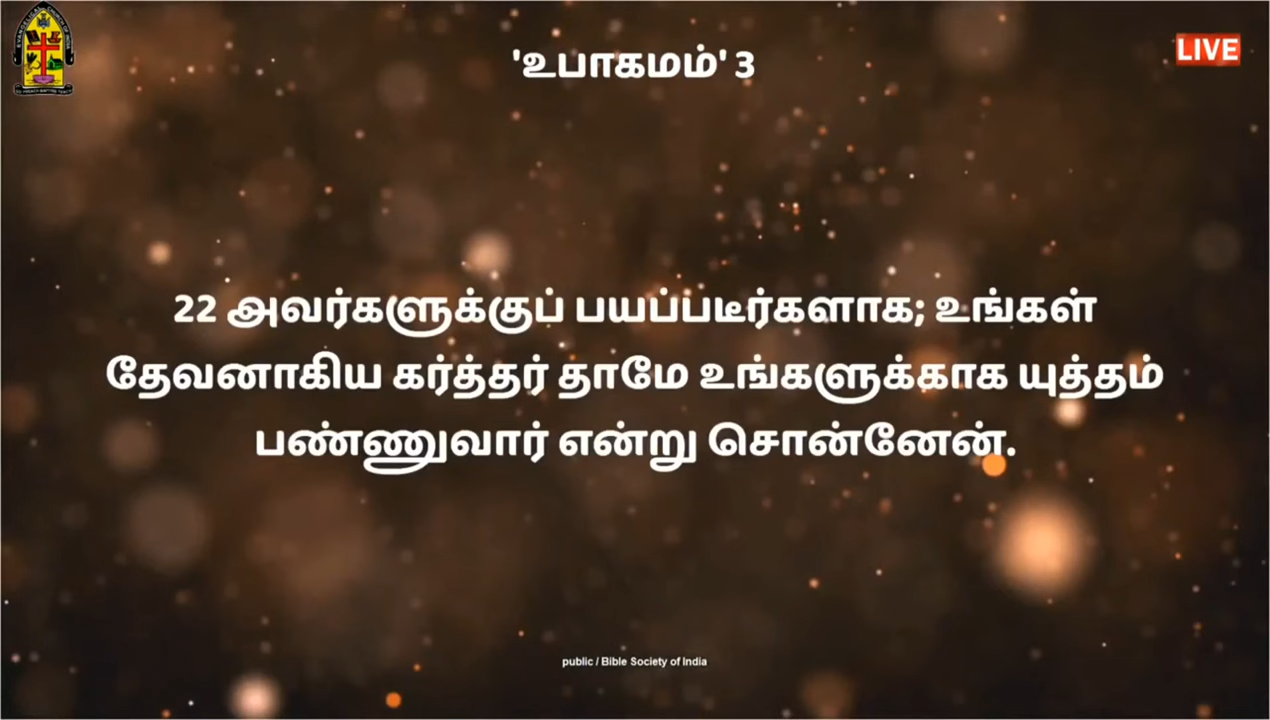 'உபாகமம்' 3
LIVE
22 அவர்களுக்குப் பயப்படீர்களாக; உங்கள்
தேவனாகிய கர்த்தர் தாமே உங்களுக்காக யுத்தம்
பண்ணுவார் என்று சொன்னேன்.
public / Bible Society of India